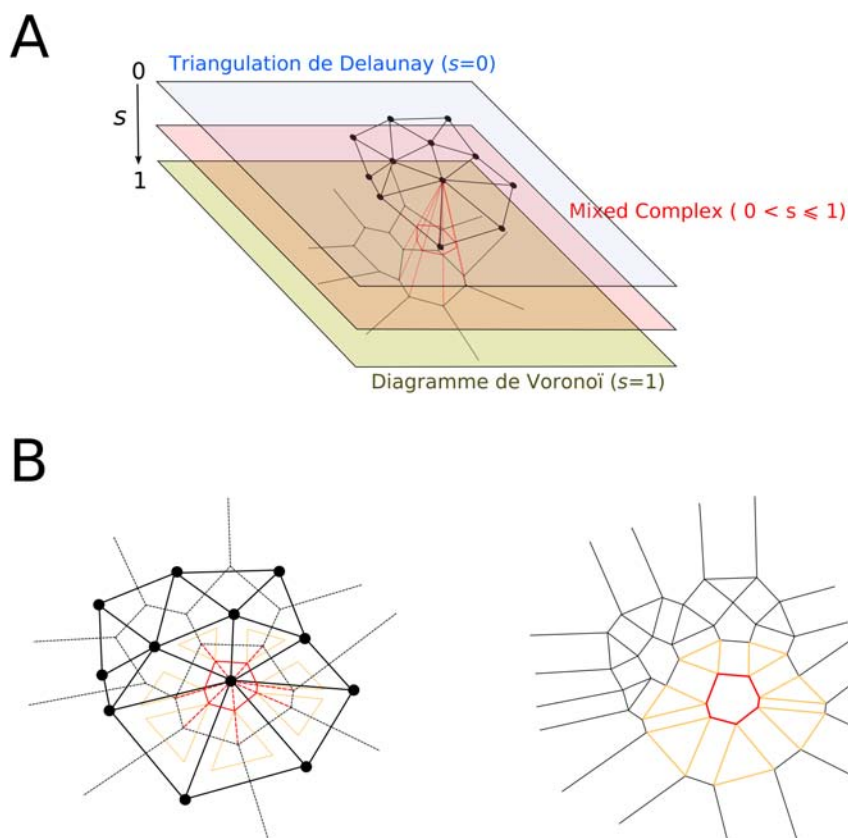 A
Triangulation de Delaunay (s=0)
0
s
1
Mixed Complex ( 0 < s ⩽ 1)
Diagramme de Voronoï (s=1)
B